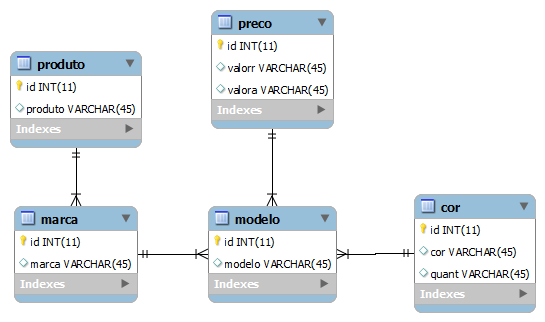 produto
id INT(11)
produto VARCHAR(45)
Indexes
preco
id INT(11)
valorr VARCHAR(45)
valora VARCHAR(45)
Indexes
marca
id INT(11)
marca VARCHAR(45)
Indexes
modelo
id INT(11)
modelo VARCHAR(45)
Indexes
cor
id INT(11)
cor VARCHAR(45)
quant VARCHAR(45)
Indexes